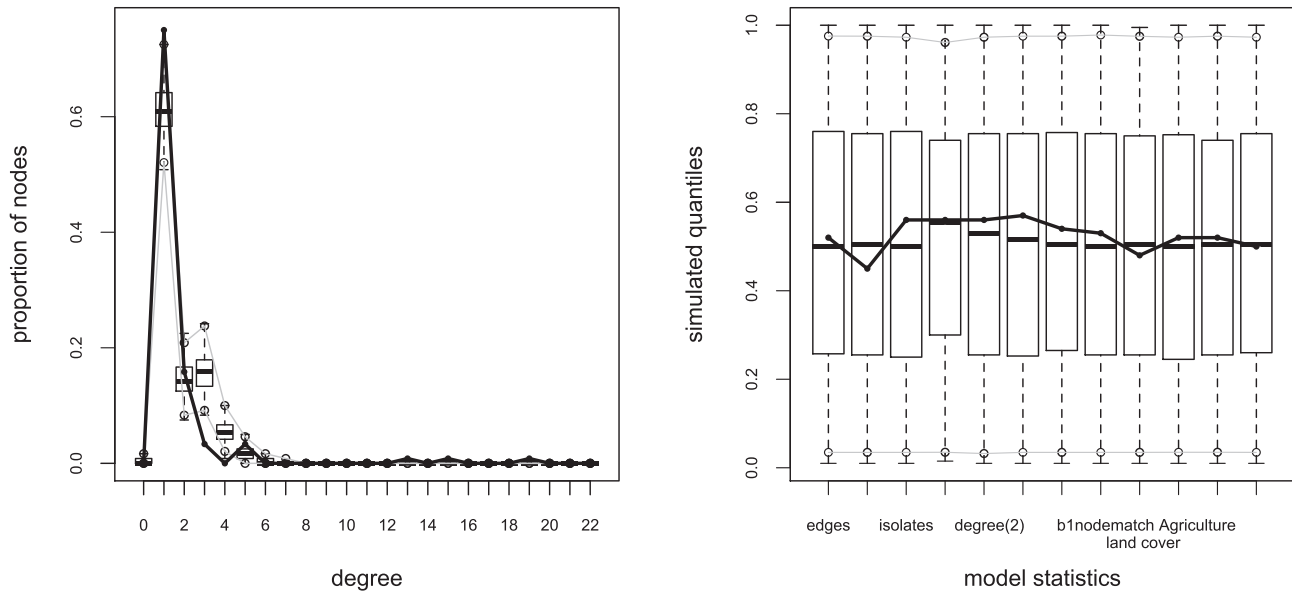 proportion of nodes
0.6
0.4
0.2
0.0
0 2 4 6 8 10 12 14 16 18 20 22
degree
simulated quantiles
1.0
0.8
0.6
0.4
0.2
0.0
edges isolates degree(2) b1nodematch Agriculture
land cover
model statistics